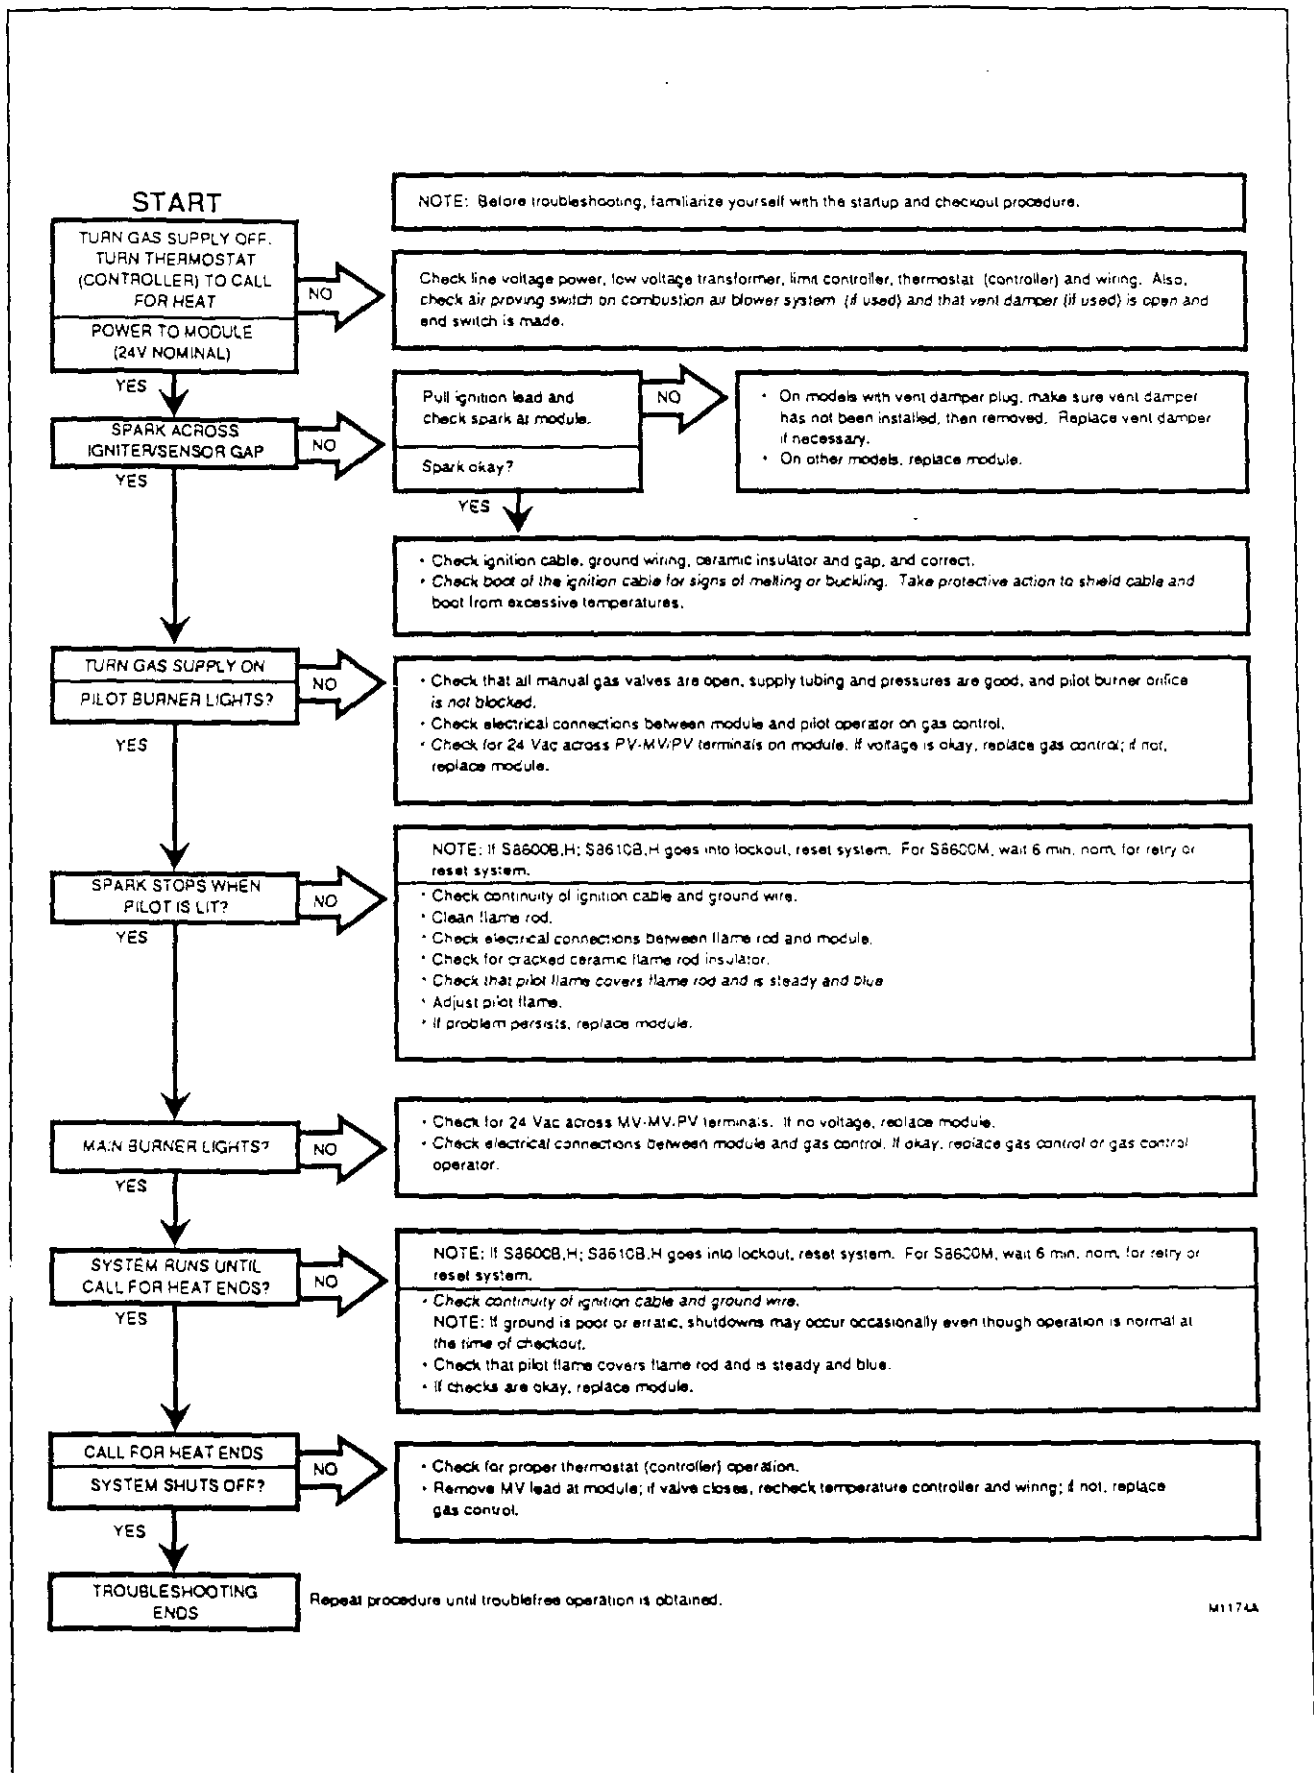 START
NOTE: Before troubleshooting, familiarize yourself with the startup and checkout procedure.
TURN GAS SUPPLY OFF.
TURN THERMOSTAT
(CONTROLLER) TO CALL
FOR HEAT
POWER TO MODULE
(24V NOMINAL)
NO
Check line voltage power, low voltage transformer, limit controller, thermostat (controller) and wiring. Also,
check air proving switch on combustion air blower system (if used) and that vent damper (if used) is open and
end switch is made.
YES
SPARK ACROSS
IGNITER/SENSOR GAP
NO
Pull ignition lead and
check spark at module.
Spark okay?
NO
• On models with vent damper plug, make sure vent damper
has not been installed, then removed. Replace vent damper
if necessary.
• On other models, replace module.
YES
YES
• Check ignition cable, ground wiring, ceramic insulator and gap, and correct.
• Check boot of the ignition cable for signs of melting or buckling. Take protective action to shield cable and
boot from excessive temperatures.
TURN GAS SUPPLY ON
PILOT BURNER LIGHTS?
NO
• Check that all manual gas valves are open, supply tubing and pressures are good, and pilot burner orifice
is not blocked.
• Check electrical connections between module and pilot operator on gas control.
• Check for 24 Vac across PV-MV/PV terminals on module. If voltage is okay, replace gas control; if not,
replace module.
YES
SPARK STOPS WHEN
PILOT IS LIT?
NO
NOTE: If S8600B,H; S8610B,H goes into lockout, reset system. For S8600M, wait 6 min. nom. for retry or
reset system.
• Check continuity of ignition cable and ground wire.
• Clean flame rod.
• Check electrical connections between flame rod and module.
• Check for cracked ceramic flame rod insulator.
• Check that pilot flame covers flame rod and is steady and blue
• Adjust pilot flame.
• If problem persists, replace module.
YES
MAIN BURNER LIGHTS?
NO
• Check for 24 Vac across MV-MV/PV terminals. If no voltage, replace module.
• Check electrical connections between module and gas control. If okay, replace gas control or gas control
operator.
YES
SYSTEM RUNS UNTIL
CALL FOR HEAT ENDS?
NO
NOTE: If S8600B,H; S8610B,H goes into lockout, reset system. For S8600M, wait 6 min. nom. for retry or
reset system.
• Check continuity of ignition cable and ground wire.
NOTE: If ground is poor or erratic, shutdowns may occur occasionally even though operation is normal at
the time of checkout.
• Check that pilot flame covers flame rod and is steady and blue.
• If checks are okay, replace module.
YES
CALL FOR HEAT ENDS
SYSTEM SHUTS OFF?
NO
• Check for proper thermostat (controller) operation.
• Remove MV lead at module; if valve closes, recheck temperature controller and wiring; if not, replace
gas control.
YES
TROUBLESHOOTING
ENDS
Repeat procedure until troublefree operation is obtained.
M1174A